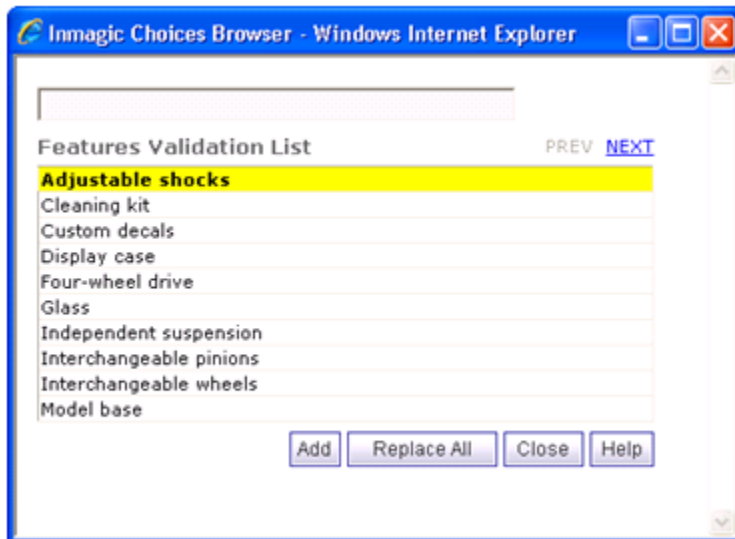 Inmagic Choices Browser - Windows Internet Explorer
Features Validation List PREV NEXT
Adjustable shocks
Cleaning kit
Custom decals
Display case
Four-wheel drive
Glass
Independent suspension
Interchangeable pinions
Interchangeable wheels
Model base
Add Replace All Close Help